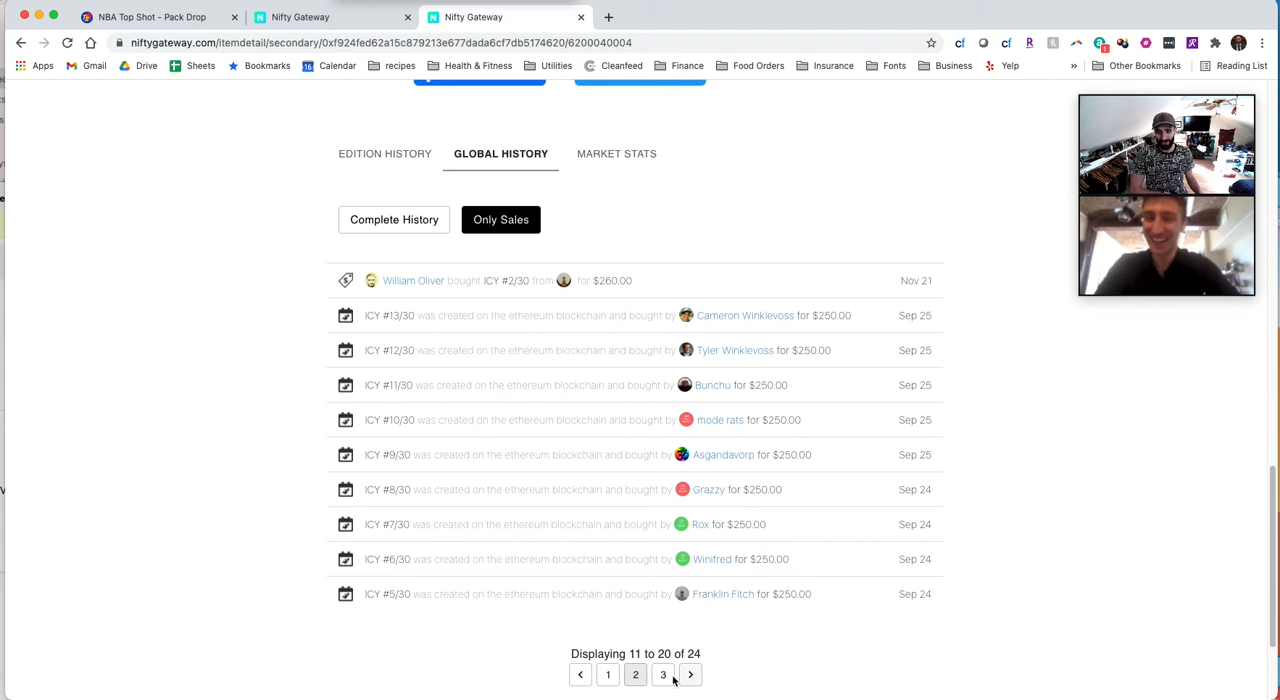 NBA Top Shot - Pack Drop
Nifty Gateway
Nifty Gateway
niftygateway.com/itemdetail/secondary/0xf924fed62a15c879213e677dada6cf7db5174620/6200040004
Apps Gmail Drive Sheets Bookmarks Calendar recipes Health & Fitness Utilities Cleanfeed Finance Food Orders Insurance Fonts Business Yelp » Other Bookmarks Reading List
EDITION HISTORY GLOBAL HISTORY MARKET STATS
Complete History Only Sales
William Oliver bought ICY #2/30 from for $260.00 Nov 21
ICY #13/30 was created on the ethereum blockchain and bought by Cameron Winklevoss for $250.00 Sep 25
ICY #12/30 was created on the ethereum blockchain and bought by Tyler Winklevoss for $250.00 Sep 25
ICY #11/30 was created on the ethereum blockchain and bought by Bunchu for $250.00 Sep 25
ICY #10/30 was created on the ethereum blockchain and bought by mode rats for $250.00 Sep 25
ICY #9/30 was created on the ethereum blockchain and bought by Asgandavorp for $250.00 Sep 25
ICY #8/30 was created on the ethereum blockchain and bought by Grazzy for $250.00 Sep 24
ICY #7/30 was created on the ethereum blockchain and bought by Rox for $250.00 Sep 24
ICY #6/30 was created on the ethereum blockchain and bought by Winifred for $250.00 Sep 24
ICY #5/30 was created on the ethereum blockchain and bought by Franklin Fitch for $250.00 Sep 24
Displaying 11 to 20 of 24
1 2 3